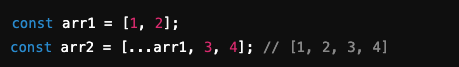 const arr1 = [1, 2];
const arr2 = [...arr1, 3, 4]; // [1, 2, 3, 4]